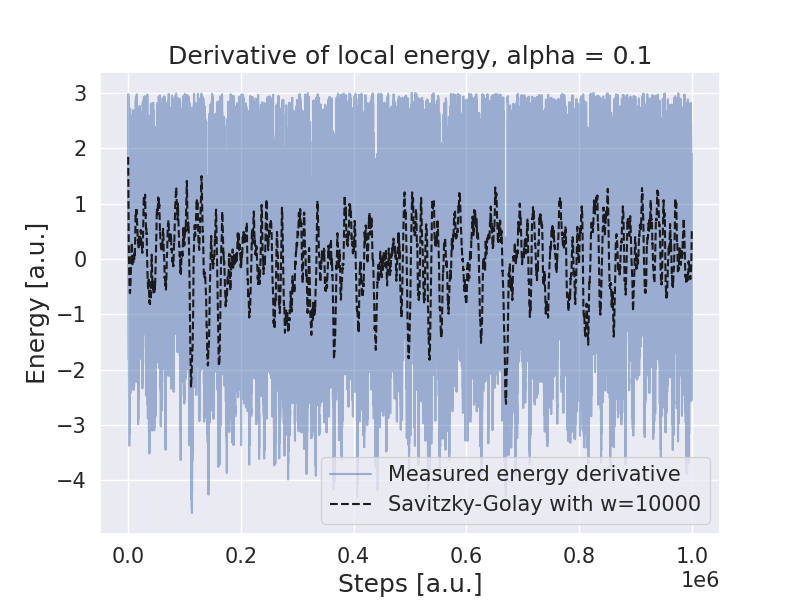 Derivative of local energy, alpha = 0.1
3
2
1
0
−1
−2
−3
−4
Energy [a.u.]
Measured energy derivative
Savitzky-Golay with w=10000
0.0 0.2 0.4 0.6 0.8 1.0
1e6
Steps [a.u.]